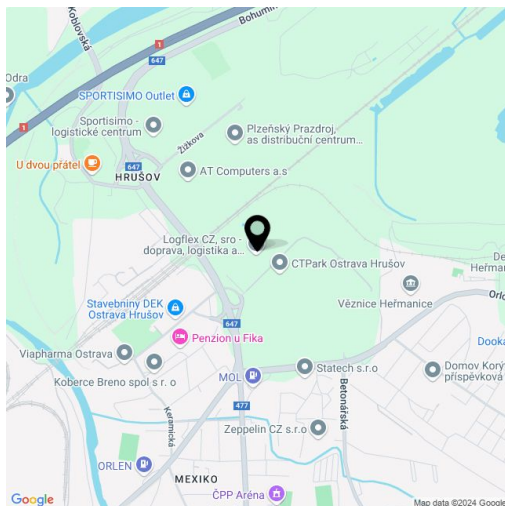 Koblovská
Bohumín
1
647
Odra
SPORTISIMO Outlet
1
Sportisimo -
logistické centrum
Žižkova
Plzeňský Prazdroj,
as distribuční centrum...
U dvou přátel
647
HRUŠOV
AT Computers a.s
Logflex CZ, sro -
doprava, logistika a...
CTPark Ostrava Hrušov
De
Heřma
Věznice Heřmanice
Orlo
Stavebniny DEK
Ostrava Hrušov
647
Penzion u Fika
Dooka
Viapharma Ostrava
Koberce Breno spol s r. o
MOL
Statech s.r.o
Domov Korý
příspěvková
477
Betonářská
Keramická
Zeppelin CZ s.r.o
ORLEN
MEXIKO
ČPP Aréna
Google
Map data ©2024 Google